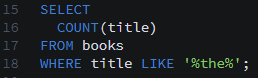 15 SELECT
16 COUNT(title)
17 FROM books
18 WHERE title LIKE '%the%';